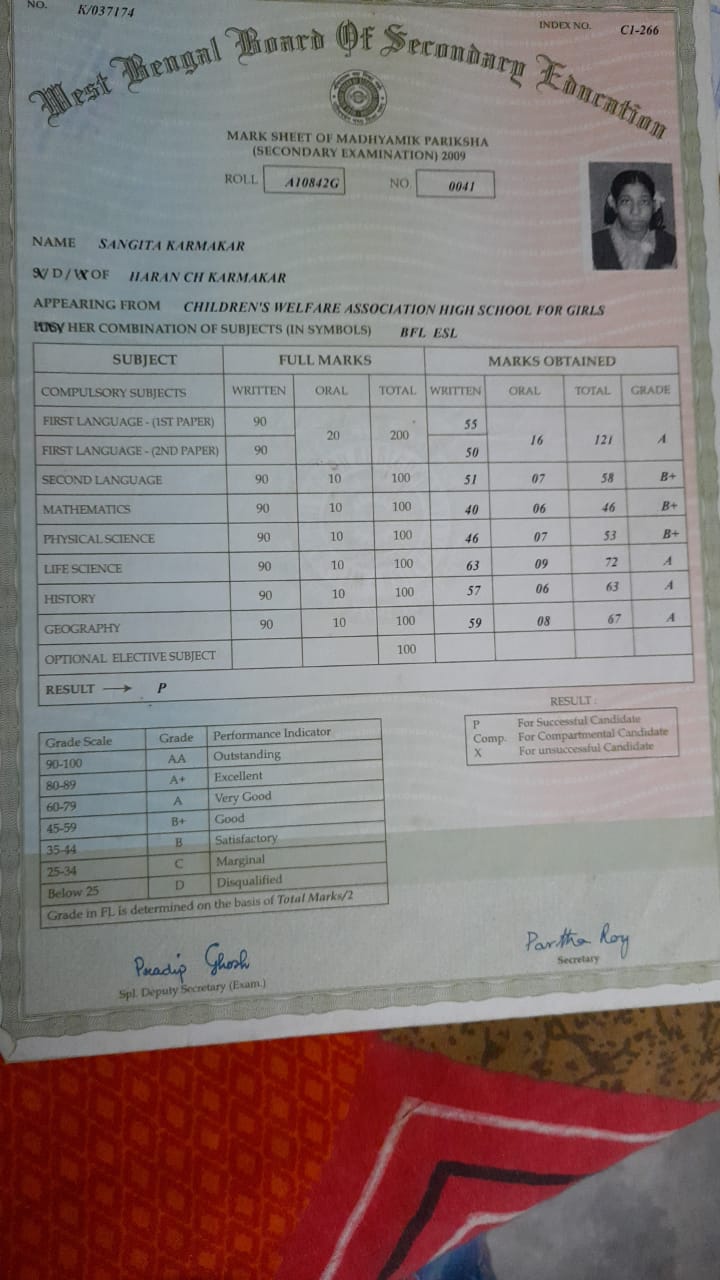 NO. K/037174
INDEX NO. C1-266
West Bengal Board Of Secondary Education
MARK SHEET OF MADHYAMIK PARIKSHA
(SECONDARY EXAMINATION) 2009
ROLL A10842G NO. 0041
NAME SANGITA KARMAKAR
D / OF HARAN CH KARMAKAR
APPEARING FROM CHILDREN'S WELFARE ASSOCIATION HIGH SCHOOL FOR GIRLS
HER COMBINATION OF SUBJECTS (IN SYMBOLS) BFL ESL
SUBJECT FULL MARKS MARKS OBTAINED
COMPULSORY SUBJECTS WRITTEN ORAL TOTAL WRITTEN ORAL TOTAL GRADE
FIRST LANGUAGE - (1ST PAPER) 90 20 200 55 16 121 A
FIRST LANGUAGE - (2ND PAPER) 90 50
SECOND LANGUAGE 90 10 100 51 07 58 B+
MATHEMATICS 90 10 100 40 06 46 B+
PHYSICAL SCIENCE 90 10 100 46 07 53 B+
LIFE SCIENCE 90 10 100 63 09 72 A
HISTORY 90 10 100 57 06 63 A
GEOGRAPHY 90 10 100 59 08 67 A
OPTIONAL ELECTIVE SUBJECT 100
RESULT → P
RESULT :
P For Successful Candidate
Comp. For Compartmental Candidate
X For unsuccessful Candidate
Grade Scale Grade Performance Indicator
90-100 AA Outstanding
80-89 A+ Excellent
60-79 A Very Good
45-59 B+ Good
35-44 B Satisfactory
25-34 C Marginal
Below 25 D Disqualified
Grade in FL is determined on the basis of Total Marks/2
Pradip Ghosh
Spl. Deputy Secretary (Exam.)
Partha Roy
Secretary